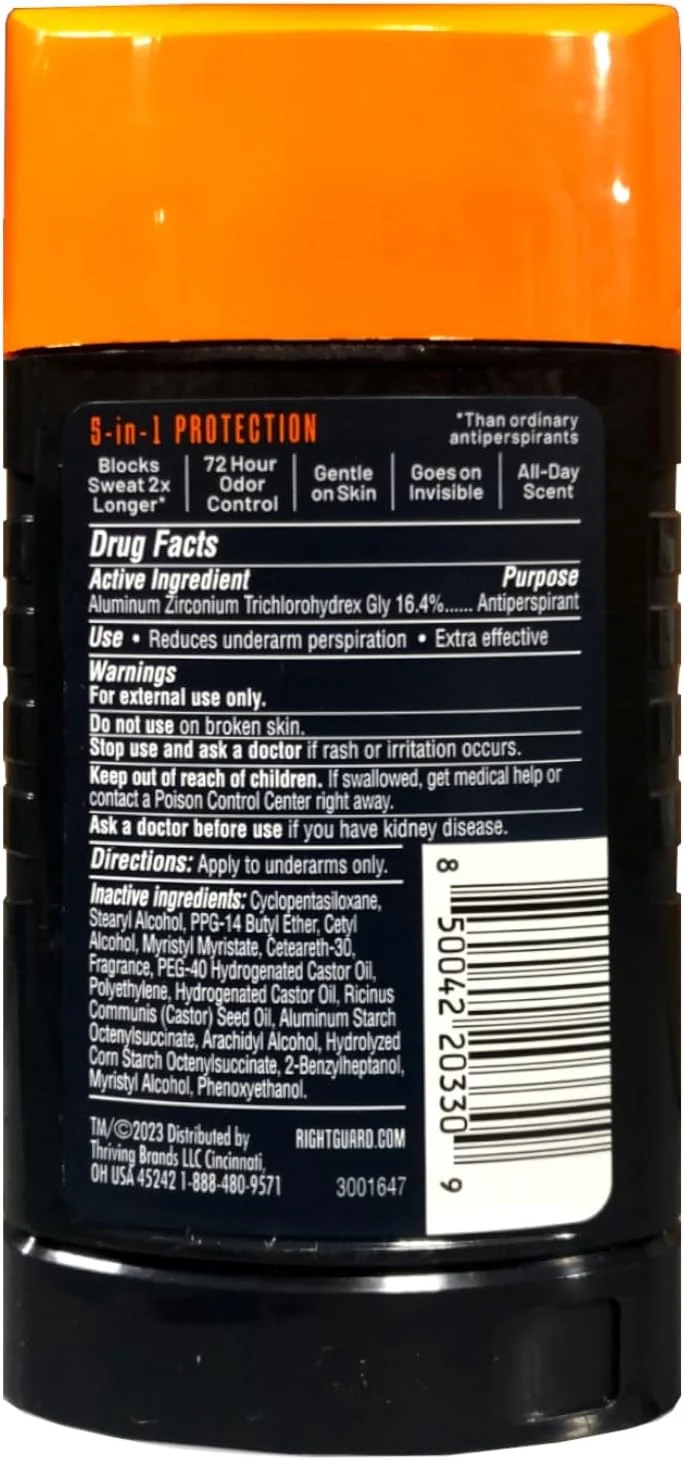 5-in-1 PROTECTION
*Than ordinary
antiperspirants
Blocks
Sweat 2x
Longer*
72 Hour
Odor
Control
Gentle
on Skin
Goes on
Invisible
All-Day
Scent
Drug Facts
Active Ingredient Purpose
Aluminum Zirconium Trichlorohydrex Gly 16.4%...... Antiperspirant
Use • Reduces underarm perspiration • Extra effective
Warnings
For external use only.
Do not use on broken skin.
Stop use and ask a doctor if rash or irritation occurs.
Keep out of reach of children. If swallowed, get medical help or
contact a Poison Control Center right away.
Ask a doctor before use if you have kidney disease.
Directions: Apply to underarms only.
Inactive ingredients: Cyclopentasiloxane,
Stearyl Alcohol, PPG-14 Butyl Ether, Cetyl
Alcohol, Myristyl Myristate, Ceteareth-30,
Fragrance, PEG-40 Hydrogenated Castor Oil,
Polyethylene, Hydrogenated Castor Oil, Ricinus
Communis (Castor) Seed Oil, Aluminum Starch
Octenylsuccinate, Arachidyl Alcohol, Hydrolyzed
Corn Starch Octenylsuccinate, 2-Benzylheptanol,
Myristyl Alcohol, Phenoxyethanol.
TM/©2023 Distributed by
Thriving Brands LLC Cincinnati,
OH USA 45242 1-888-480-9571
RIGHTGUARD.COM
3001647
8 50042 20330 9